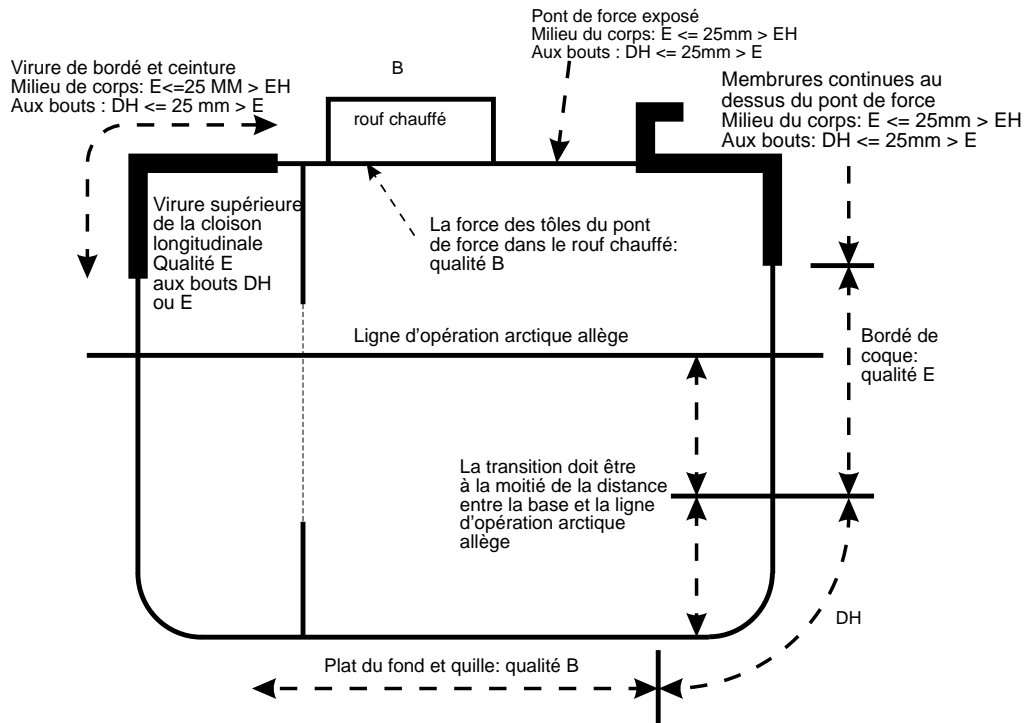 Pont de force exposé
Milieu du corps: E <= 25mm > EH
Aux bouts: DH <= 25mm > E
Virure de bordé et ceinture
Milieu de corps: E<=25 MM > EH
Aux bouts : DH <= 25 mm > E
B
rouf chauffé
Membrures continues au
dessus du pont de force
Milieu du corps: E <= 25mm > EH
Aux bouts: DH <= 25mm > E
Virure supérieure
de la cloison
longitudinale
Qualité E
aux bouts DH
ou E
La force des tôles du pont
de force dans le rouf chauffé:
qualité B
Ligne d’opération arctique allège
Bordé de
coque:
qualité E
La transition doit être
à la moitié de la distance
entre la base et la ligne
d’opération arctique
allège
DH
Plat du fond et quille: qualité B